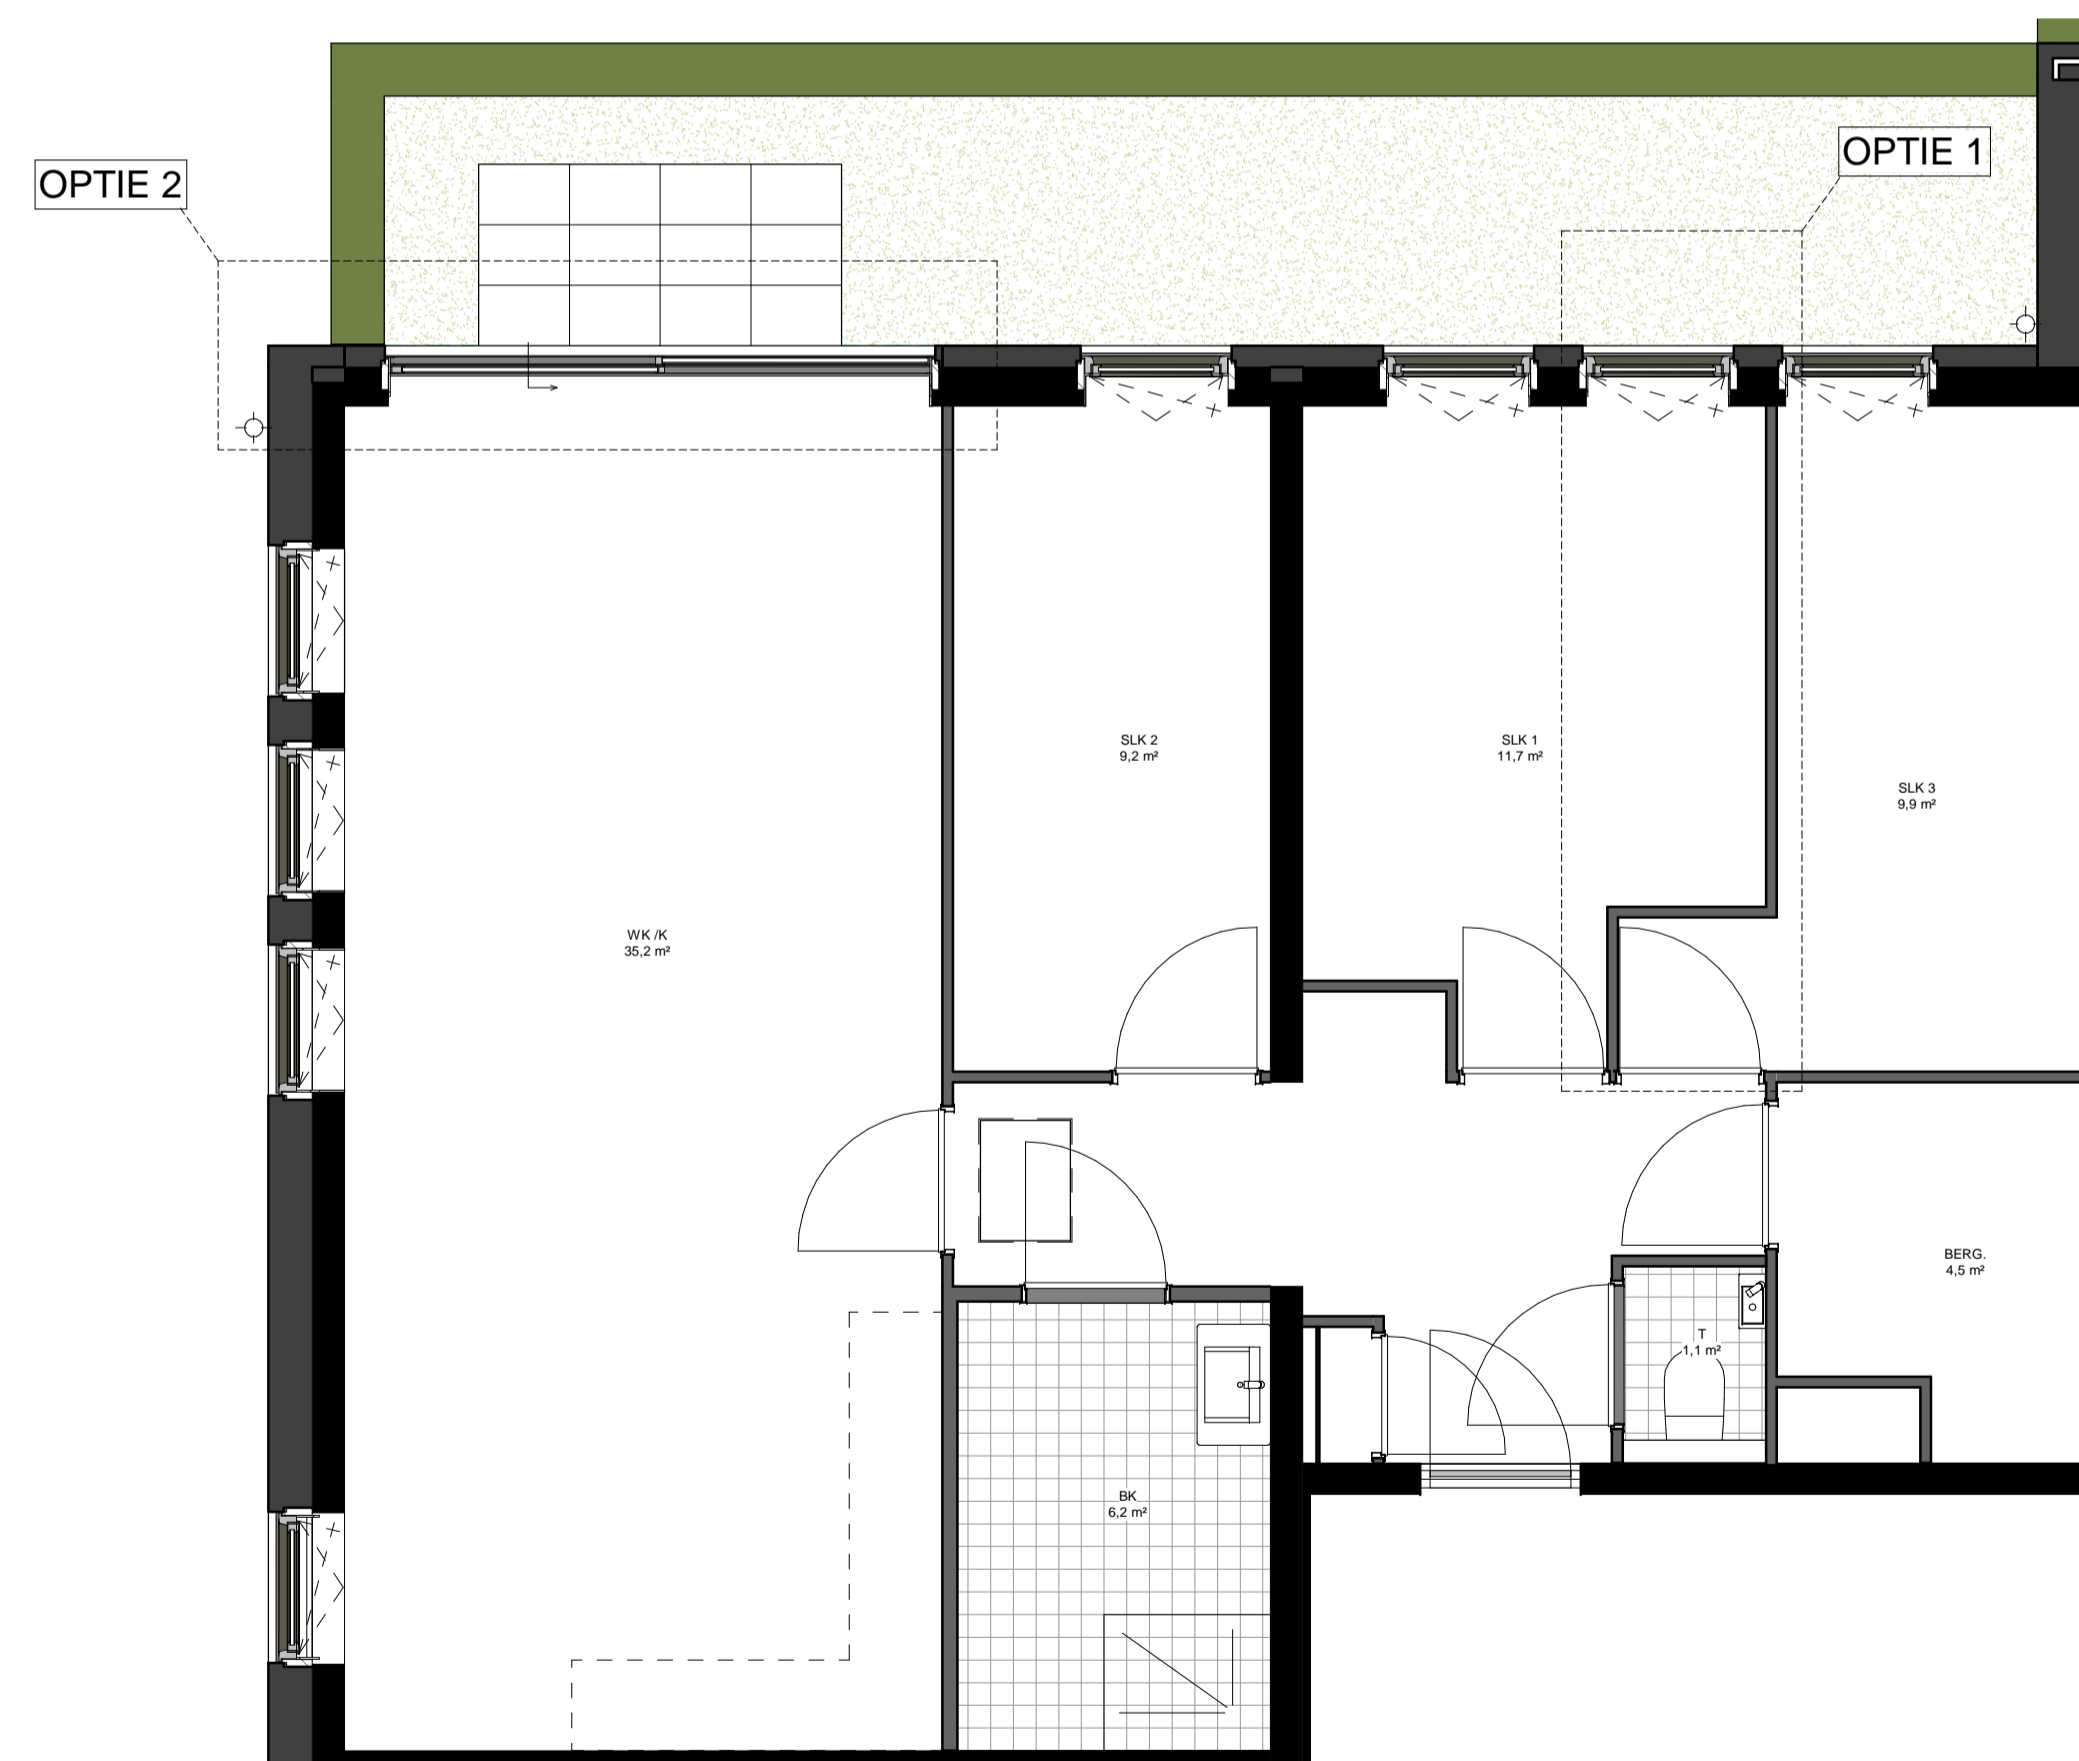 OPTIE 1
OPTIE 2
SLK 2
9,2 m²
SLK 1
11,7 m²
SLK 3
9,9 m²
WK /K
35,2 m²
BERG.
4,5 m²
T
1,1 m²
BK
6,2 m²